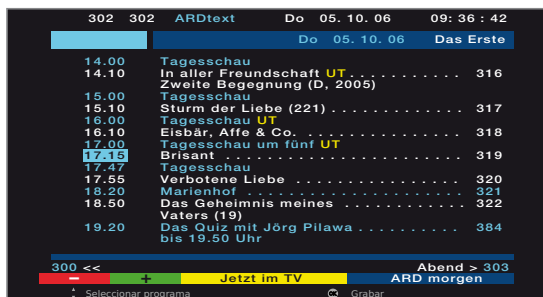 302 302 ARDtext Do 05. 10. 06 09: 36 : 42
Do 05. 10. 06 Das Erste
14.00 Tagesschau
14.10 In aller Freundschaft UT . . . . . . . . . . . 316
Zweite Begegnung (D, 2005)
15.00 Tagesschau
15.10 Sturm der Liebe (221) . . . . . . . . . . . . . 317
16.00 Tagesschau UT
16.10 Eisbär, Affe & Co. . . . . . . . . . . . . . . . . 318
17.00 Tagesschau um fünf UT
17.15 Brisant . . . . . . . . . . . . . . . . . . . . . . . . 319
17.47 Tagesschau
17.55 Verbotene Liebe . . . . . . . . . . . . . . . . . 320
18.20 Marienhof . . . . . . . . . . . . . . . . . . . . . . 321
18.50 Das Geheimnis meines . . . . . . . . . . . . 322
Vaters (19)
19.20 Das Quiz mit Jörg Pilawa . . . . . . . . . . 384
bis 19.50 Uhr
300 << Abend > 303
− + Jetzt im TV ARD morgen
Seleccionar programa Grabar